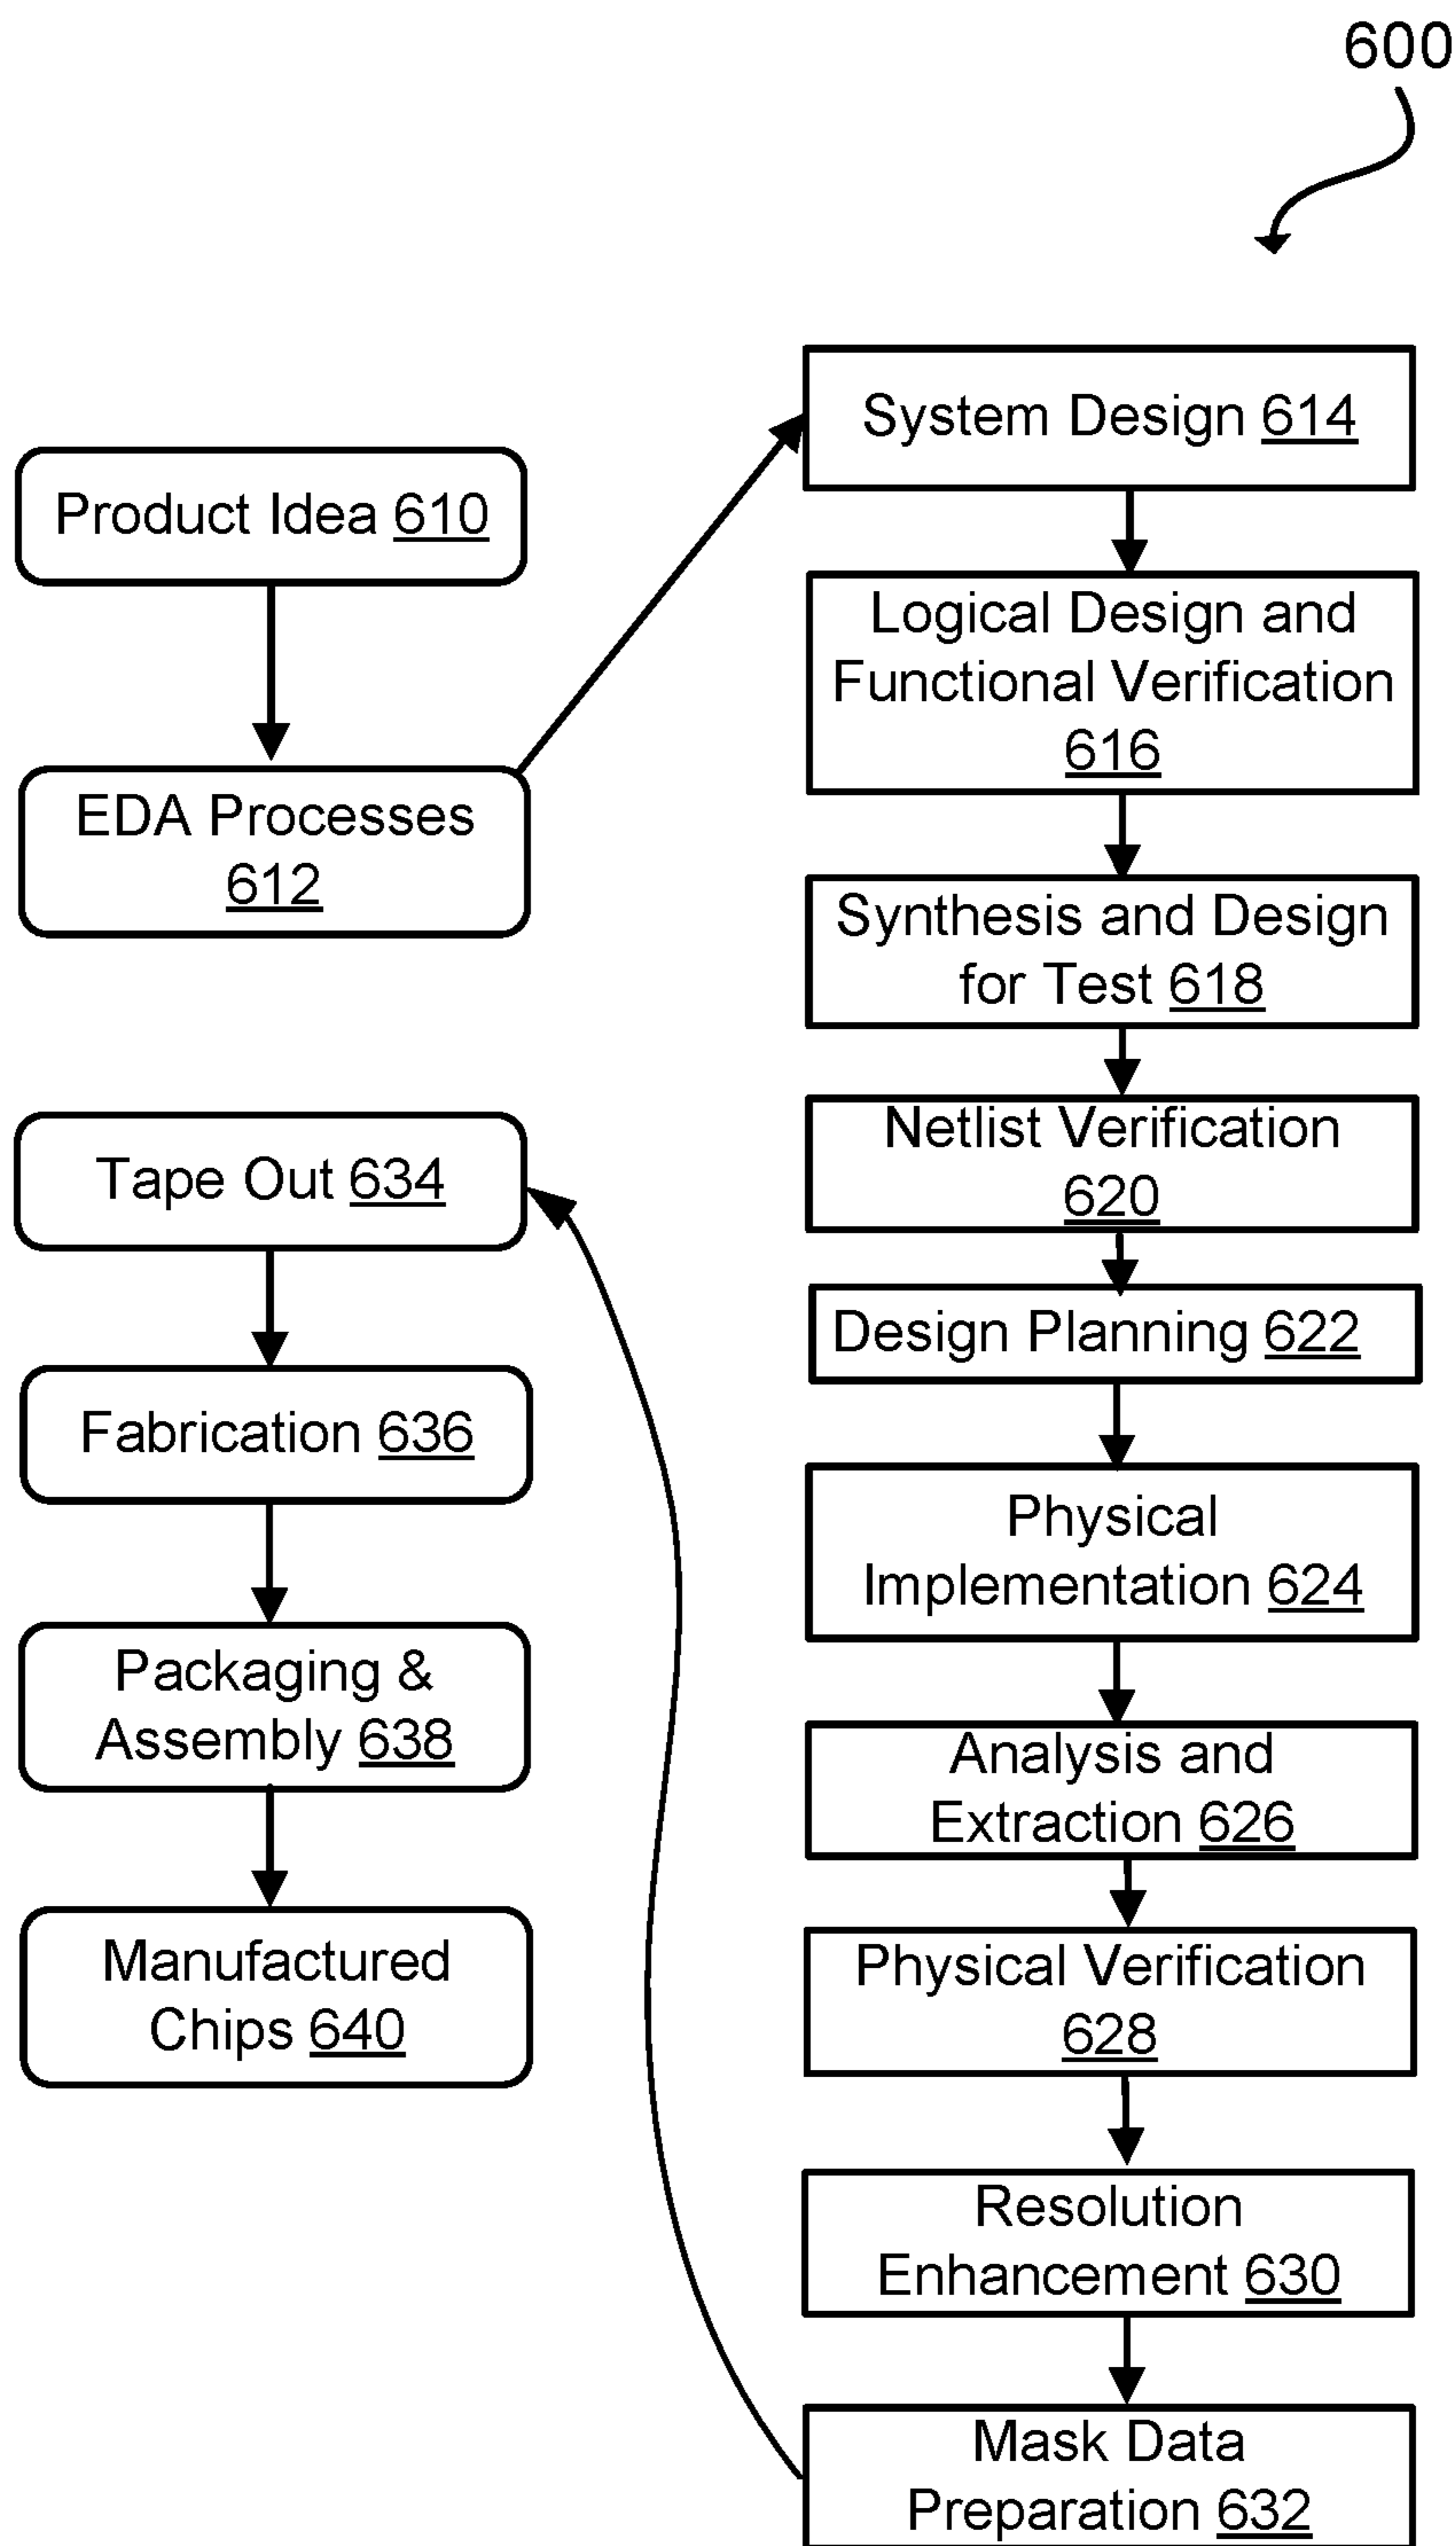 600
Product Idea 610
EDA Processes
612
System Design 614
Logical Design and
Functional Verification
616
Synthesis and Design
for Test 618
Netlist Verification
620
Design Planning 622
Physical
Implementation 624
Analysis and
Extraction 626
Physical Verification
628
Resolution
Enhancement 630
Mask Data
Preparation 632
Tape Out 634
Fabrication 636
Packaging &
Assembly 638
Manufactured
Chips 640